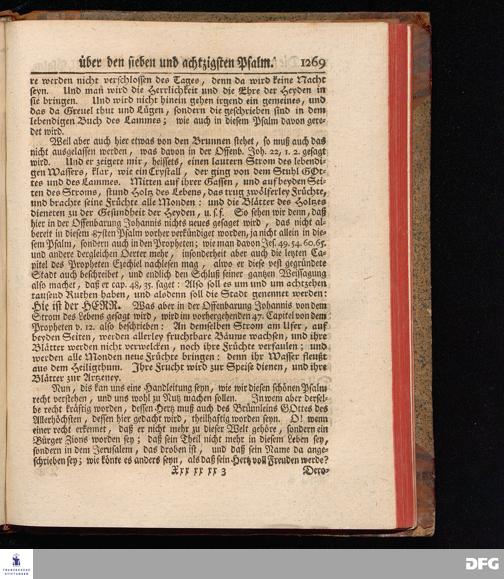 über den sieben und achtzigsten Psalm. 1269
re werden nicht verschlossen des Tages, denn da wird keine Nacht
seyn. Und man wird die Herrlichkeit und die Ehre der Heyden in
sie bringen. Und wird nicht hinein gehen irgend ein gemeines, und
das da Greuel thut und Lügen, sondern die geschrieben sind in dem
lebendigen Buch des Lammes; wie auch in diesem Psalm davon gere-
det wird.
Weil aber auch hier etwas von den Brunnen stehet, so muß auch das
nicht ausgelassen werden, was davon in der Offenb. Joh. 22, 1. 2. gesagt
wird. Und er zeigete mir, heissets, einen lautern Strom des lebendi-
gen Wassers, klar, wie ein Crystall, der ging von dem Stuhl GOt-
tes und des Lammes. Mitten auf ihrer Gassen, und auf beyden Sei-
ten des Stroms, stund Holtz des Lebens, das trug zwölferley Früchte,
und brachte seine Früchte alle Monden: und die Blätter des Holtzes
dieneten zu der Gesundheit der Heyden, u. s. f. So sehen wir denn, daß
hier in der Offenbarung Johannis nichts neues gesaget wird, das nicht al-
bereit in diesem 87sten Psalm vorher verkündiget worden, ja nicht allein in die-
sem Psalm, sondern auch in den Propheten; wie man davon Jes. 49. 54. 60. 65.
und andere dergleichen Oerter mehr, insonderheit aber auch die letzten Ca-
pitel des Propheten Ezechiel nachlesen mag, alwo er diese vest gegründete
Stadt auch beschreibet, und endlich den Schluß seiner gantzen Weissagung
also machet, daß er cap. 48, 35. saget: Also soll es um und um achtzehen
tausend Ruthen haben, und alsdenn soll die Stadt genennet werden:
Hie ist der HERR. Was aber in der Offenbarung Johannis von dem
Strom des Lebens gesagt wird, wird im vorhergehenden 47. Capitel von dem
Propheten v. 12. also beschrieben: An demselben Strom am Ufer, auf
beyden Seiten, werden allerley fruchtbare Bäume wachsen, und ihre
Blätter werden nicht verwelcken, noch ihre Früchte verfaulen; und
werden alle Monden neue Früchte bringen: denn ihr Wasser fleußt
aus dem Heiligthum. Ihre Frucht wird zur Speise dienen, und ihre
Blätter zur Artzeney.
Nun, dis kan uns eine Handleitung seyn, wie wir diesen schönen Psalm
recht verstehen, und uns wohl zu Nutz machen sollen. In wem aber dersel-
be recht kräftig worden, dessen Hertz muß auch des Brünnleins GOttes des
Allerhöchsten, dessen hier gedacht wird, theilhaftig worden seyn. O! wenn
einer recht erkennet, daß er nicht mehr zu dieser Welt gehöre, sondern ein
Bürger Zions worden sey; daß sein Theil nicht mehr in diesem Leben sey,
sondern in dem Jerusalem, das droben ist, und daß sein Name da ange-
schrieben sey; wie könte es anders seyn, als daß sein Hertz voll Freuden werde?
Xxx xx xx 3 Dero-
FRANCKESCHE
STIFTUNGEN
DFG